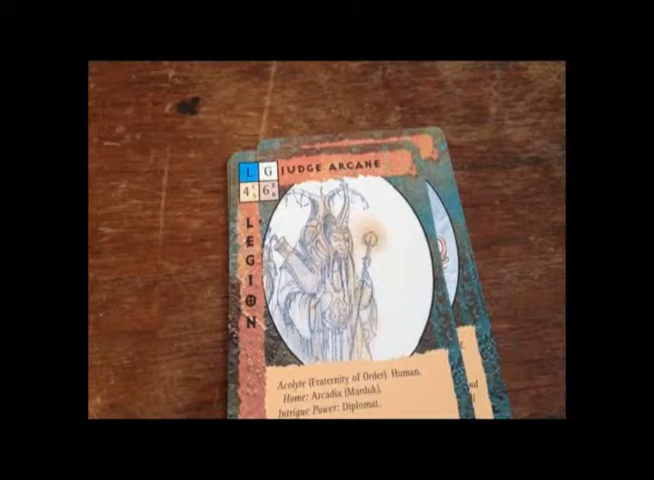 L G JUDGE ARCANE
4 6
LEGION
Acolyte (Fraternity of Order). Human.
Home: Arcadia (Marduk).
Intrigue Power: Diplomat.